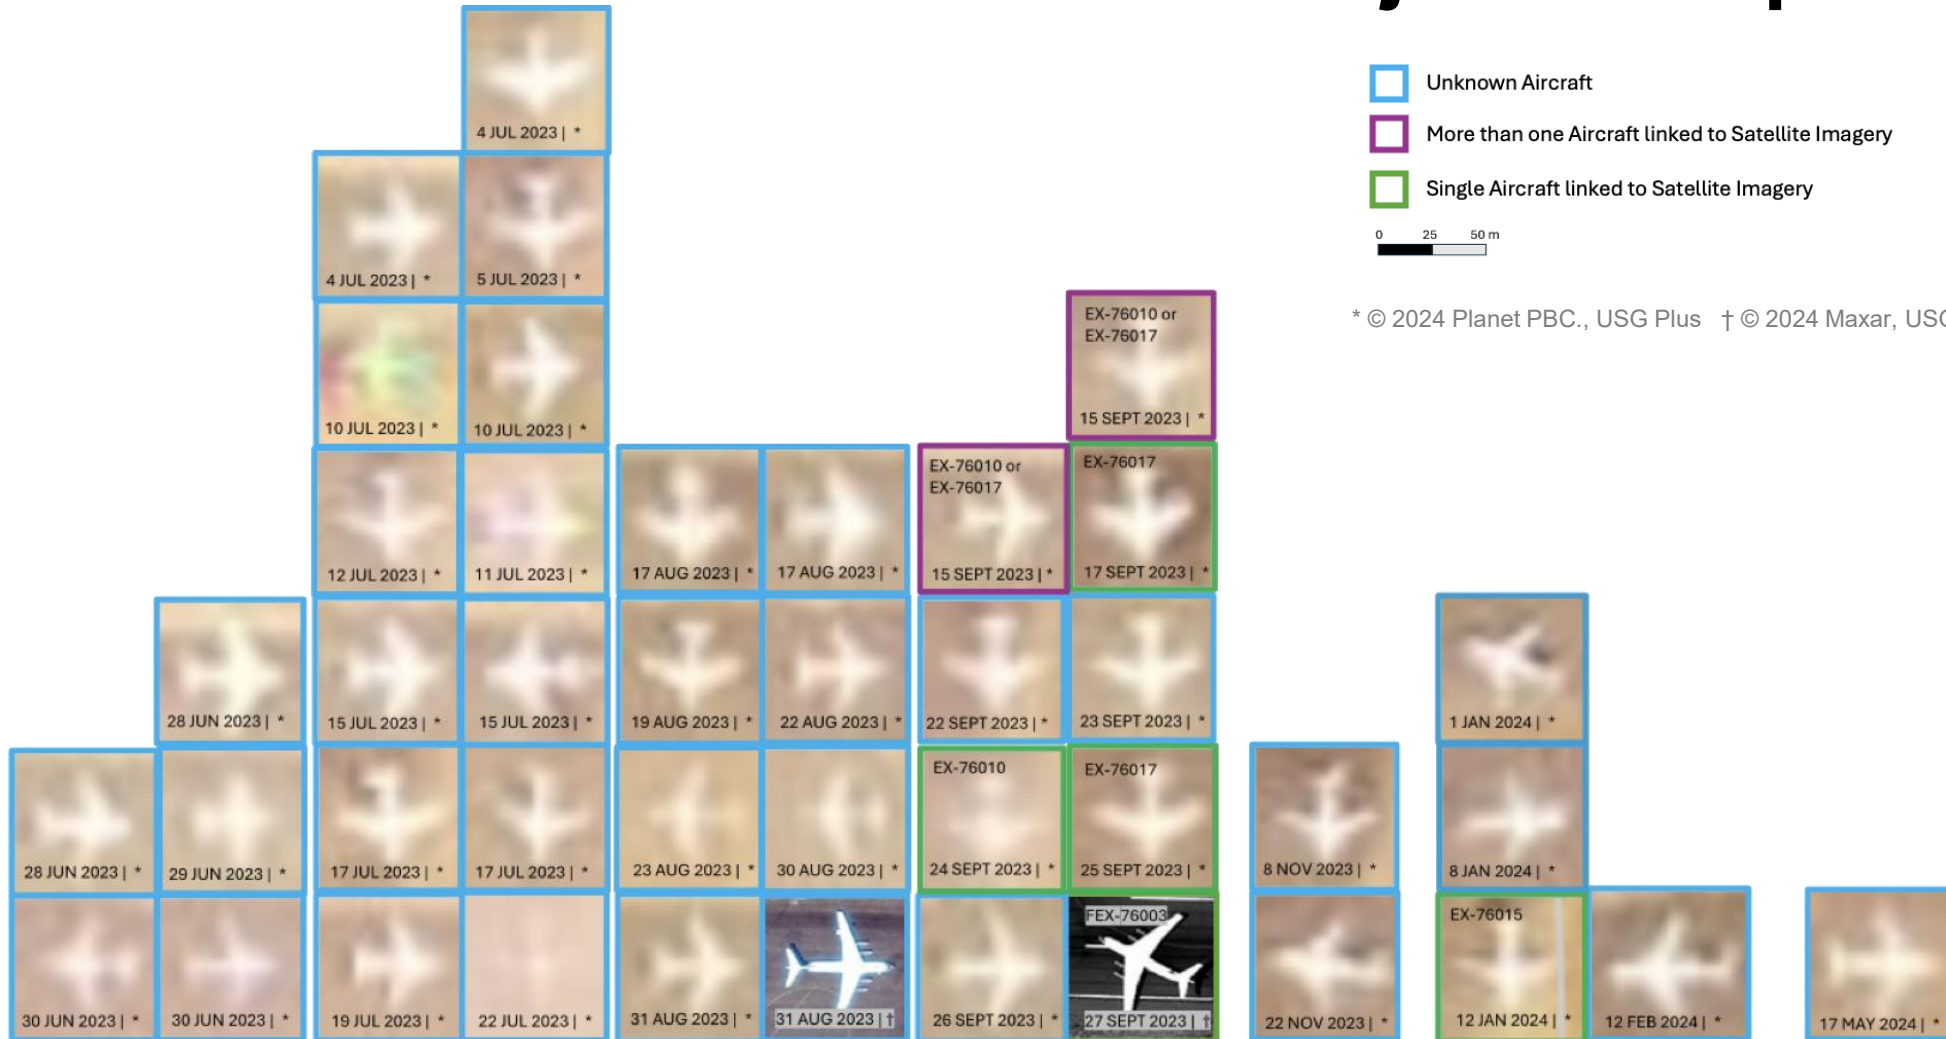 Unknown Aircraft
More than one Aircraft linked to Satellite Imagery
Single Aircraft linked to Satellite Imagery
0 25 50 m
* © 2024 Planet PBC., USG Plus † © 2024 Maxar, USG
4 JUL 2023 | *
4 JUL 2023 | *
5 JUL 2023 | *
10 JUL 2023 | *
10 JUL 2023 | *
EX-76010 or
EX-76017
15 SEPT 2023 | *
12 JUL 2023 | *
11 JUL 2023 | *
17 AUG 2023 | *
17 AUG 2023 | *
EX-76010 or
EX-76017
15 SEPT 2023 | *
EX-76017
17 SEPT 2023 | *
28 JUN 2023 | *
15 JUL 2023 | *
15 JUL 2023 | *
19 AUG 2023 | *
22 AUG 2023 | *
22 SEPT 2023 | *
23 SEPT 2023 | *
1 JAN 2024 | *
28 JUN 2023 | *
29 JUN 2023 | *
17 JUL 2023 | *
17 JUL 2023 | *
23 AUG 2023 | *
30 AUG 2023 | *
EX-76010
24 SEPT 2023 | *
EX-76017
25 SEPT 2023 | *
8 NOV 2023 | *
8 JAN 2024 | *
30 JUN 2023 | *
30 JUN 2023 | *
19 JUL 2023 | *
22 JUL 2023 | *
31 AUG 2023 | *
31 AUG 2023 | †
26 SEPT 2023 | *
FEX-76003
27 SEPT 2023 | †
22 NOV 2023 | *
EX-76015
12 JAN 2024 | *
12 FEB 2024 | *
17 MAY 2024 | *